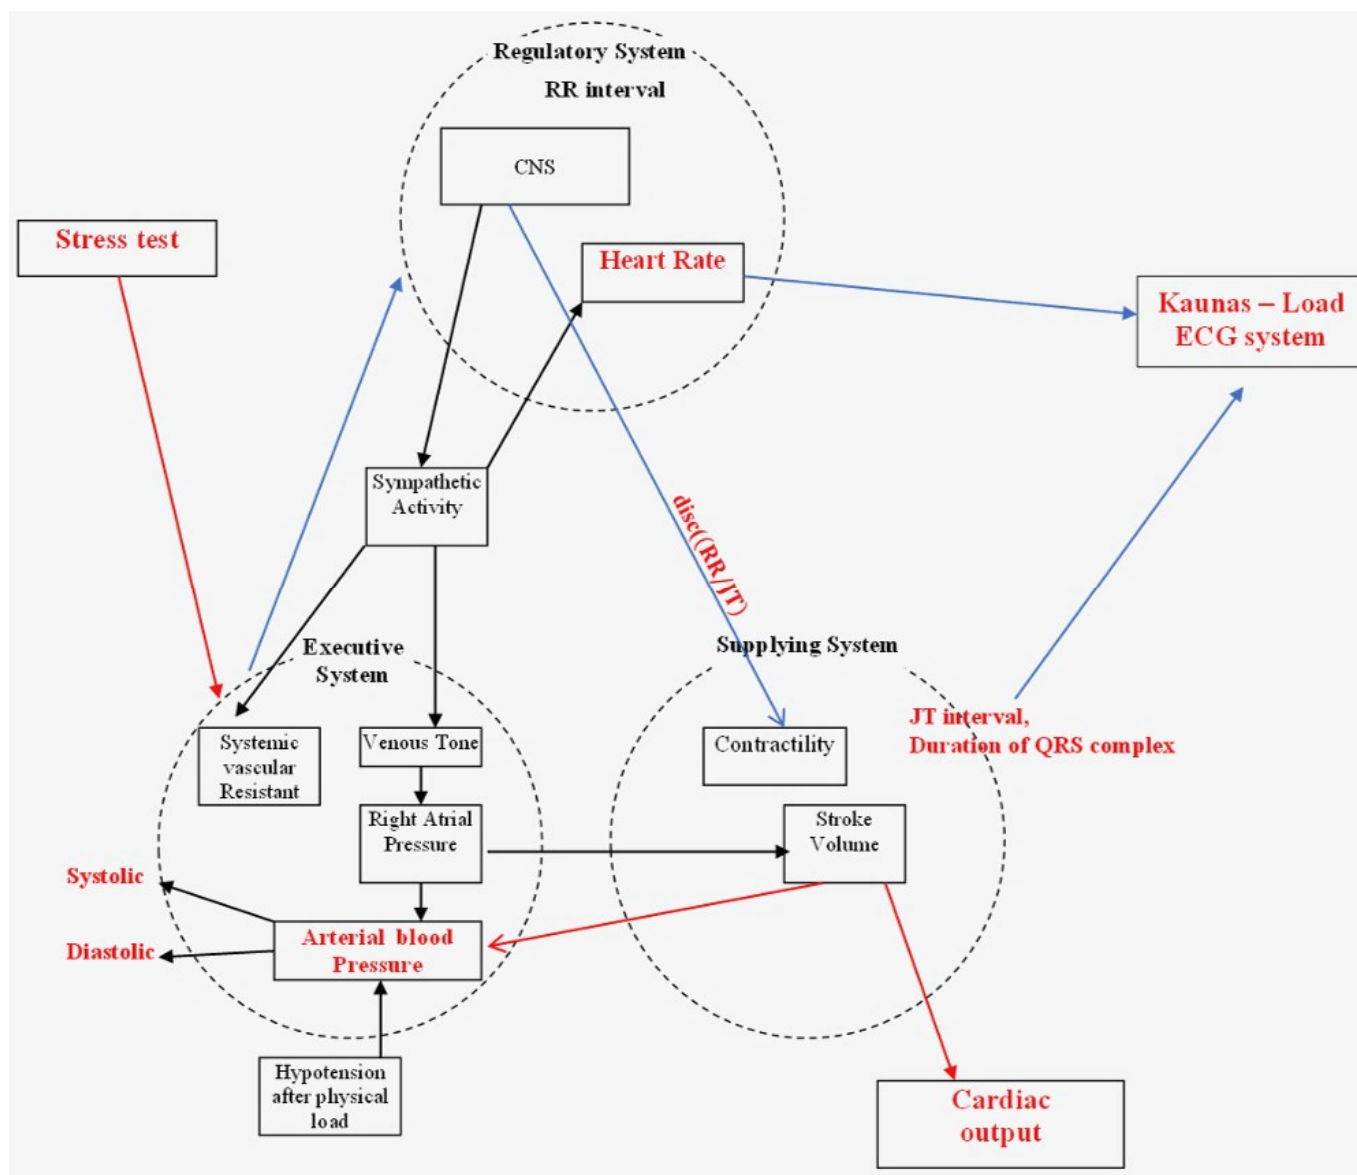 Regulatory System
RR interval
CNS
Stress test
Heart Rate
Kaunas – Load
ECG system
Sympathetic
Activity
disc((RR/JT)
Executive
System
Supplying System
JT interval,
Duration of QRS complex
Systemic
vascular
Resistant
Venous Tone
Contractility
Right Atrial
Pressure
Stroke
Volume
Systolic
Diastolic
Arterial blood
Pressure
Hypotension
after physical
load
Cardiac
output